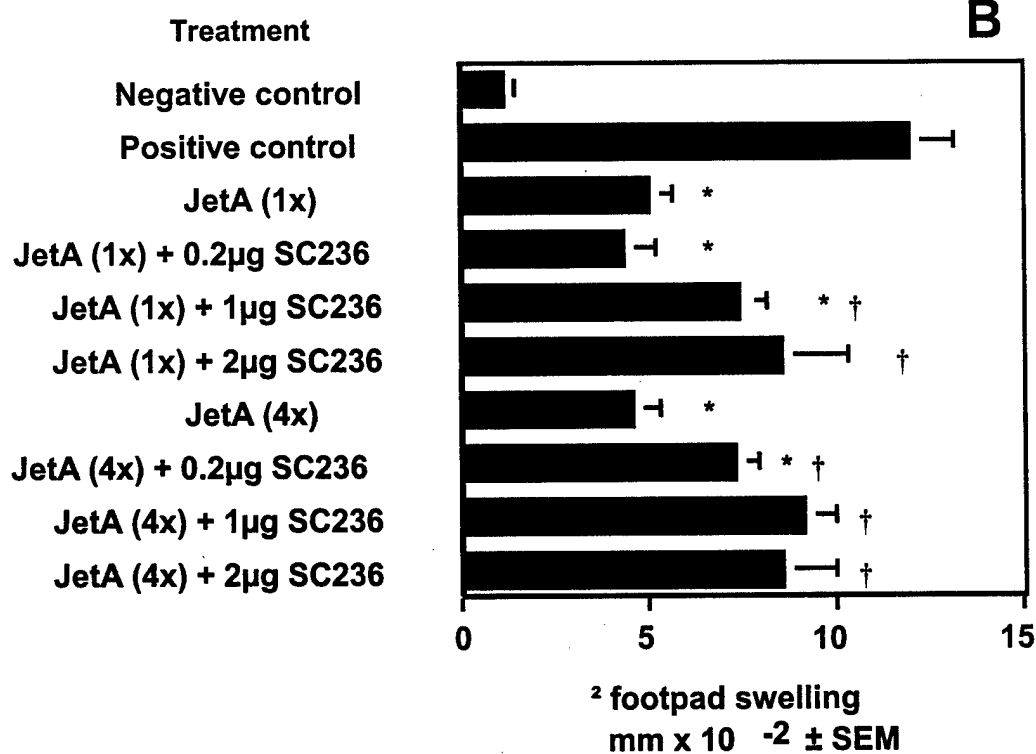 B
Treatment
Negative control
Positive control
JetA (1x)
*
JetA (1x) + 0.2µg SC236
*
JetA (1x) + 1µg SC236
* †
JetA (1x) + 2µg SC236
†
JetA (4x)
*
JetA (4x) + 0.2µg SC236
* †
JetA (4x) + 1µg SC236
†
JetA (4x) + 2µg SC236
†
0 5 10 15
² footpad swelling
mm x 10 -2 ± SEM